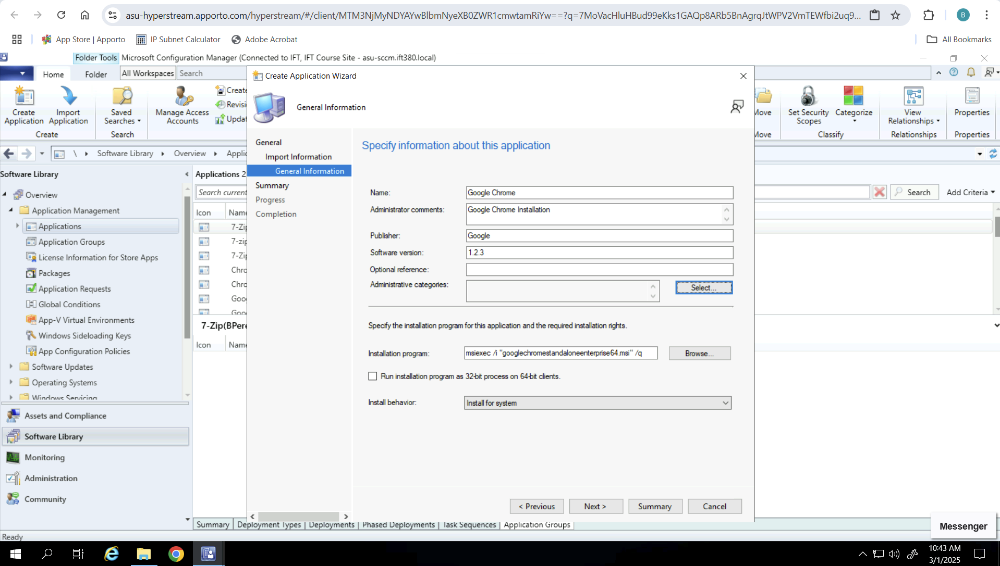 asu-hyperstream.apporto.com/hyperstream/#/client/MTM3NjMyNDYAYwBlbmNyeXB0ZWR1cmwtamRiYw==?q=7MoVacHluHBud99eKks1GAQp8ARb5BnAgrqJtWPV2VmTEWfbi2uq9...
B
App Store | Apporto
IP Subnet Calculator
Adobe Acrobat
All Bookmarks
Folder Tools
Microsoft Configuration Manager (Connected to IFT, IFT Course Site - asu-sccm.ift380.local)
Home
Folder
All Workspaces
Search
Create Application
Import Application
Create
Saved Searches
Search
Manage Access Accounts
Create
Revisi
Updat
Move
Move
Set Security Scopes
Categorize
Classify
View Relationships
Relationships
Properties
Properties
\
Software Library
Overview
Applic
Software Library
Overview
Application Management
Applications
Application Groups
License Information for Store Apps
Packages
Application Requests
Global Conditions
App-V Virtual Environments
Windows Sideloading Keys
App Configuration Policies
Software Updates
Operating Systems
Windows Servicing
Assets and Compliance
Software Library
Monitoring
Administration
Community
Applications 2
Search current
Search
Add Criteria
Icon
Name
7-Zip
7-zip
7-Zip
Chro
Chro
Goo
Goo
7-Zip(BPere
Icon
Name
Create Application Wizard
General Information
General
Import Information
General Information
Summary
Progress
Completion
Specify information about this application
Name:
Google Chrome
Administrator comments:
Google Chrome Installation
Publisher:
Google
Software version:
1.2.3
Optional reference:
Administrative categories:
Select...
Specify the installation program for this application and the required installation rights.
Installation program:
msiexec /i "googlechromestandaloneenterprise64.msi" /q
Browse...
Run installation program as 32-bit process on 64-bit clients.
Install behavior:
Install for system
< Previous
Next >
Summary
Cancel
Summary
Deployment Types
Deployments
Phased Deployments
Task Sequences
Application Groups
Messenger
Ready
10:43 AM
3/1/2025